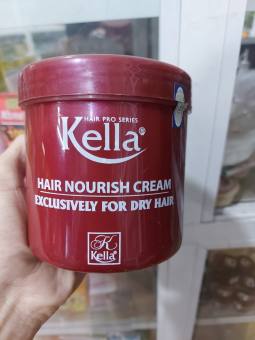 HAIR PRO SERIES
Kella®
HAIR NOURISH CREAM
EXCLUSIVELY FOR DRY HAIR
K
Kella®